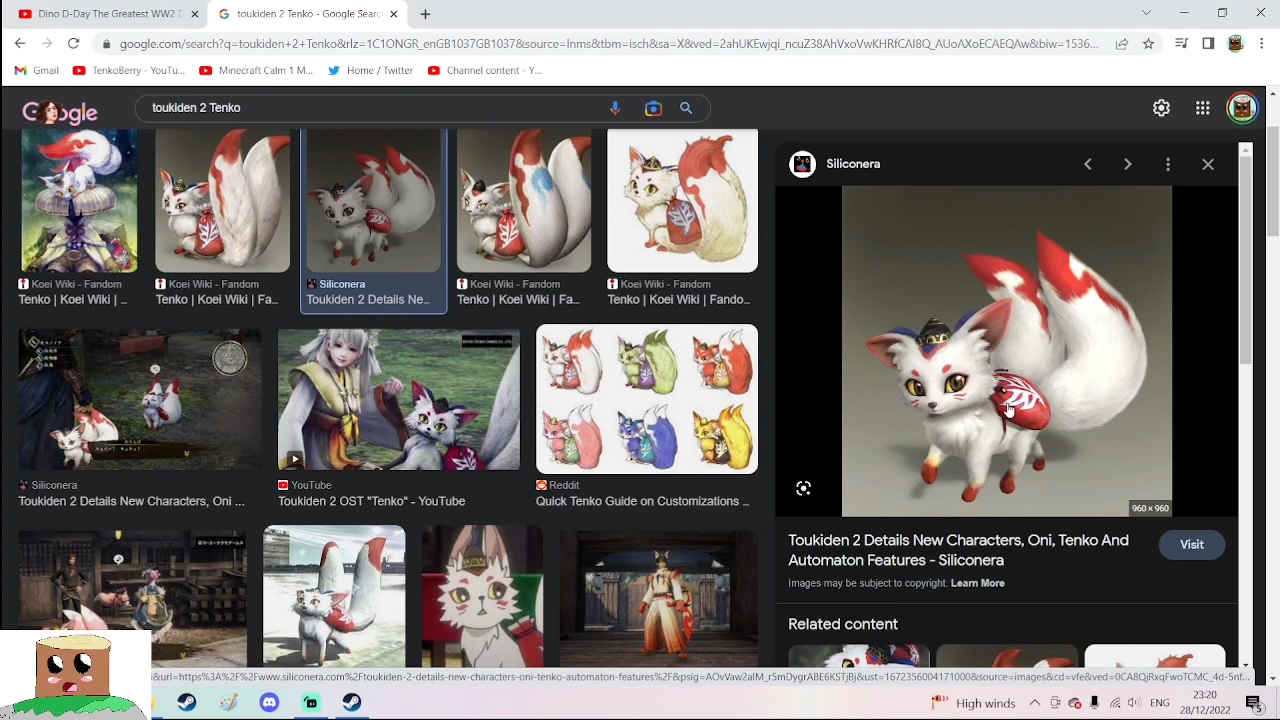 Dino D-Day The Greatest WW2 D
toukiden 2 Tenko - Google Searc
google.com/search?q=toukiden+2+Tenko&rlz=1C1ONGR_enGB1037GB1037&source=lnms&tbm=isch&sa=X&ved=2ahUKEwjqi_ncuZ38AhVxoVwKHRfCAI8Q_AUoAXoECAEQAw&biw=1536...
Gmail
TenkoBerry - YouTu...
Minecraft Calm 1 M...
Home / Twitter
Channel content - Y...
toukiden 2 Tenko
Siliconera
Koei Wiki - Fandom
Tenko | Koei Wiki | ...
Koei Wiki - Fandom
Tenko | Koei Wiki | Fa...
Siliconera
Toukiden 2 Details Ne...
Koei Wiki - Fandom
Tenko | Koei Wiki | Fa...
Koei Wiki - Fandom
Tenko | Koei Wiki | Fando...
Siliconera
Toukiden 2 Details New Characters, Oni ...
YouTube
Toukiden 2 OST "Tenko" - YouTube
Reddit
Quick Tenko Guide on Customizations ...
960 × 960
Toukiden 2 Details New Characters, Oni, Tenko And
Automaton Features - Siliconera
Visit
Images may be subject to copyright. Learn More
Related content
High winds
ENG
23:20
28/12/2022
5